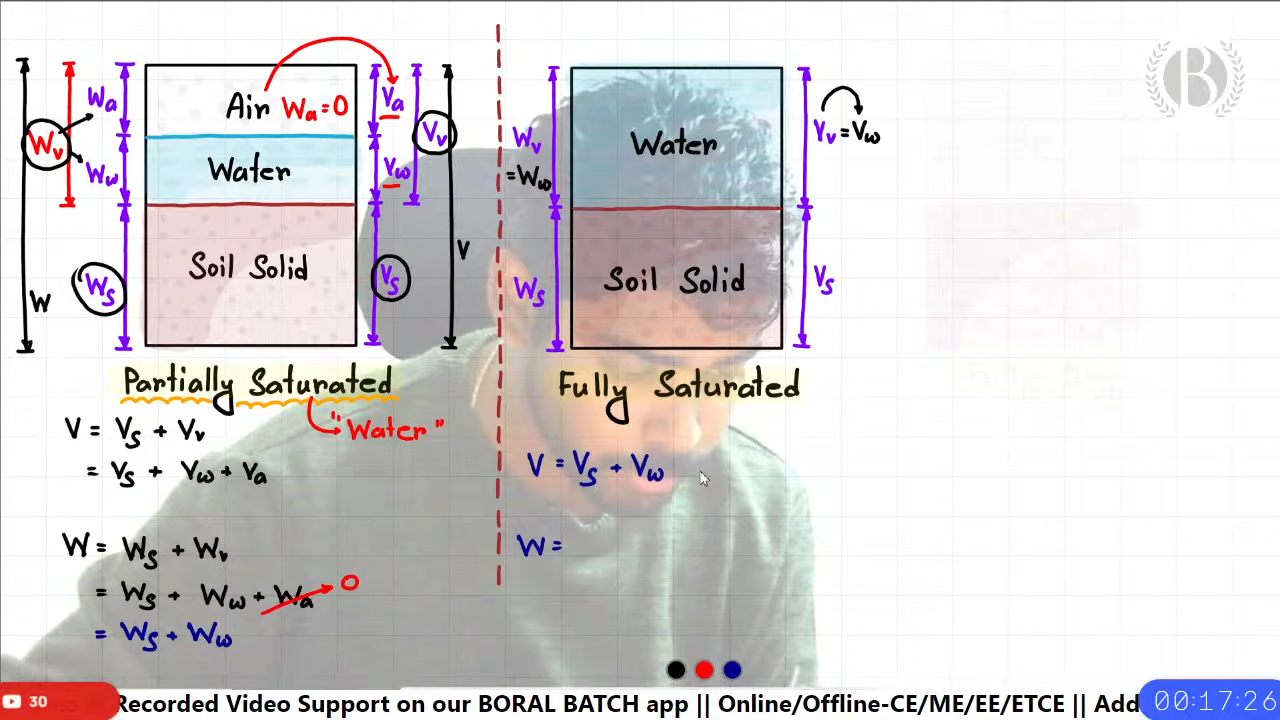 Air Wa = 0
Water
Soil Solid
Wa
Wv
Ww
Ws
W
Va
Vv
Vw
Vs
V
Partially Saturated
"Water"
V = Vs + Vv
= Vs + Vw + Va
W = Ws + Wv
= Ws + Ww + Wa 0
= Ws + Ww
Water
Soil Solid
Wv
= Ww
Ws
Vv = Vw
Vs
Fully Saturated
V = Vs + Vw
W =
B
30
Recorded Video Support on our BORAL BATCH app || Online/Offline-CE/ME/EE/ETCE || Add
00:17:26